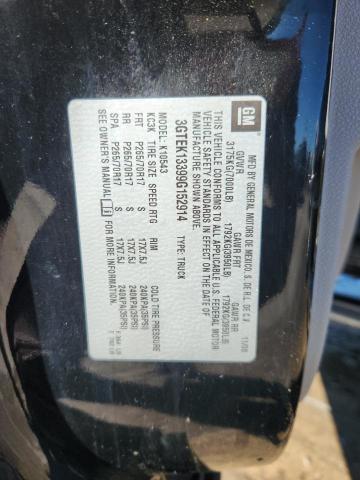 GM
MFD BY GENERAL MOTORS DE MEXICO, S. DE R.L. DE C.V.
11/08
GVWR GAWR FRT GAWR RR
3175KG(7000LB) 1792KG(3950LB) 1792KG(3950LB)
THIS VEHICLE CONFORMS TO ALL APPLICABLE U.S. FEDERAL MOTOR
VEHICLE SAFETY STANDARDS IN EFFECT ON THE DATE OF
MANUFACTURE SHOWN ABOVE.
3GTEK13399G152914 TYPE: TRUCK
MODEL: K10543
KC3K TIRE SIZE SPEED RTG RIM COLD TIRE PRESSURE
FRT P265/70R17 S 17X7.5J 240KPA(35PSI)
RR P265/70R17 S 17X7.5J 240KPA(35PSI)
SPA P265/70R17 S 17X7.5J 240KPA(35PSI)
SEE OWNER'S MANUAL